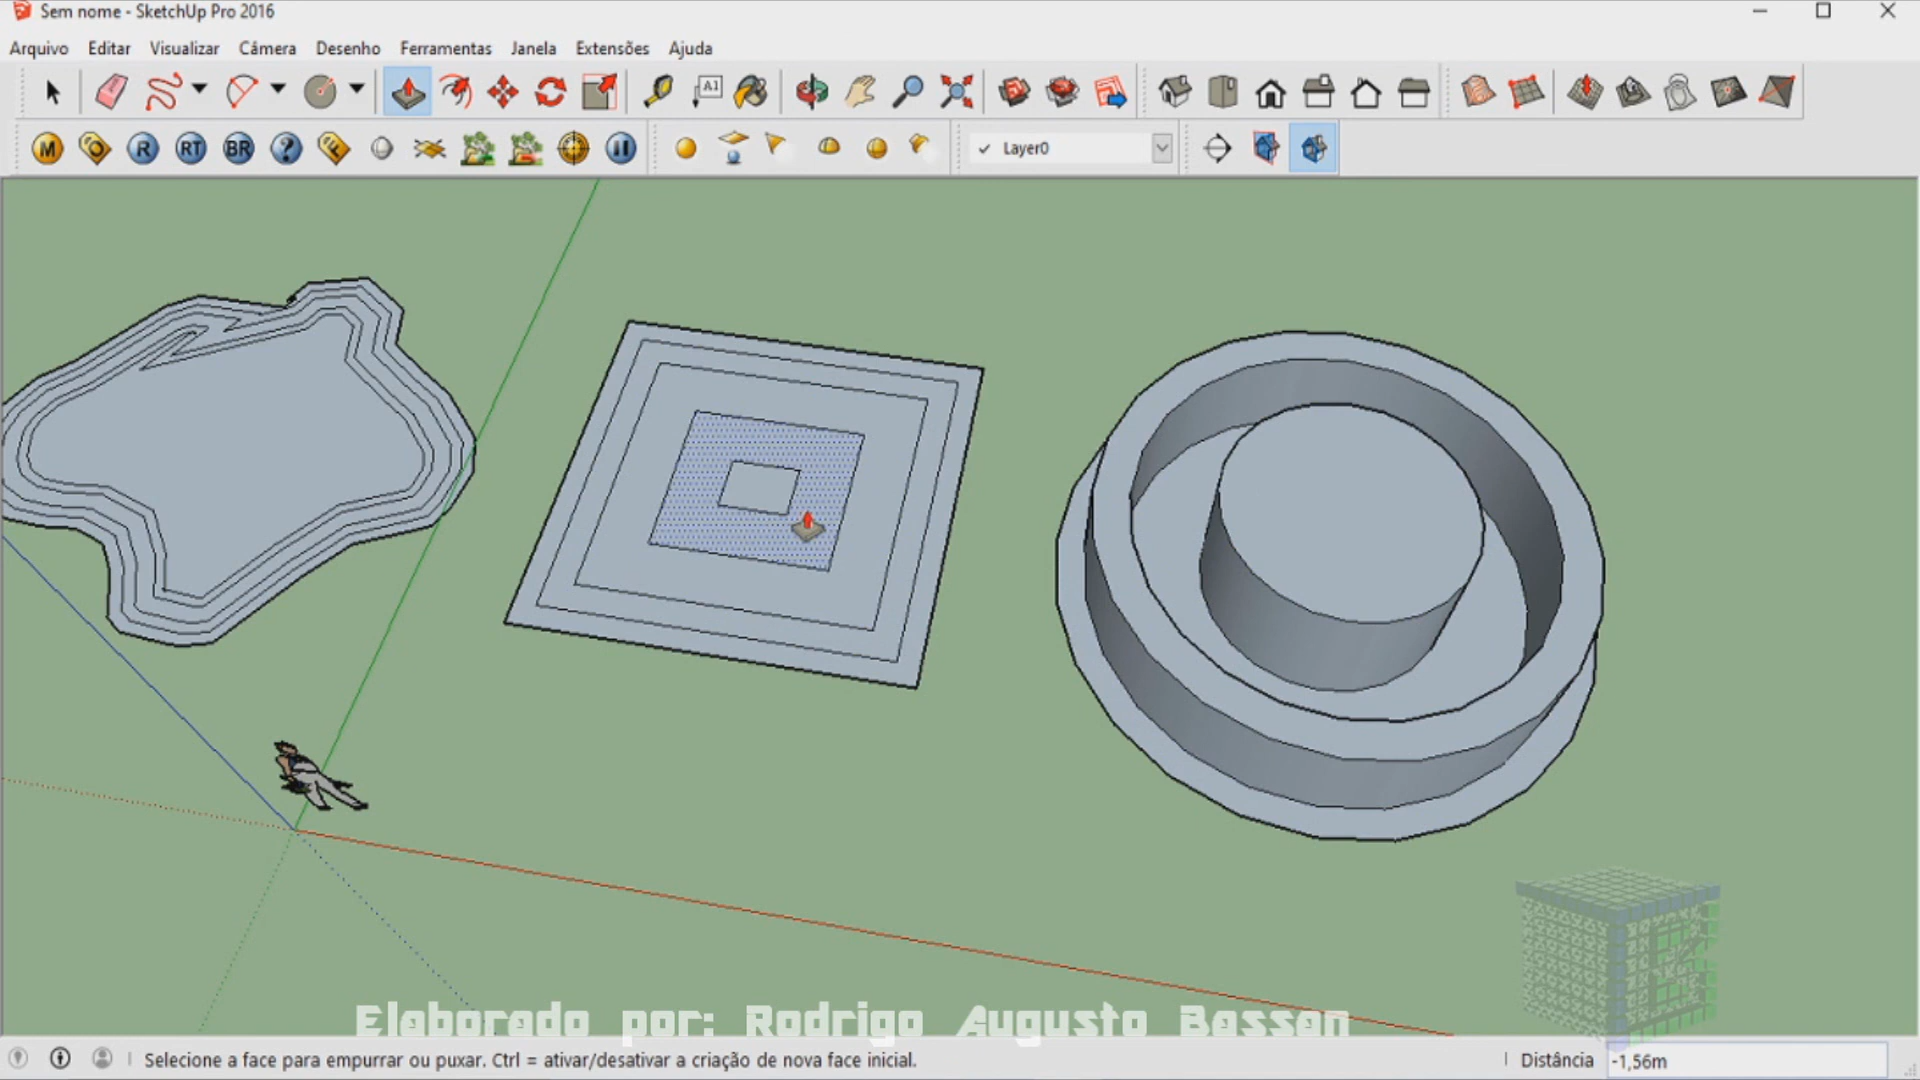 Sem nome - SketchUp Pro 2016
Arquivo Editar Visualizar Câmera Desenho Ferramentas Janela Extensões Ajuda
A1
M R RT BR ?
Layer0
Elaborado por: Rodrigo Augusto Bassan
Selecione a face para empurrar ou puxar. Ctrl = ativar/desativar a criação de nova face inicial.
Distância -1,56m